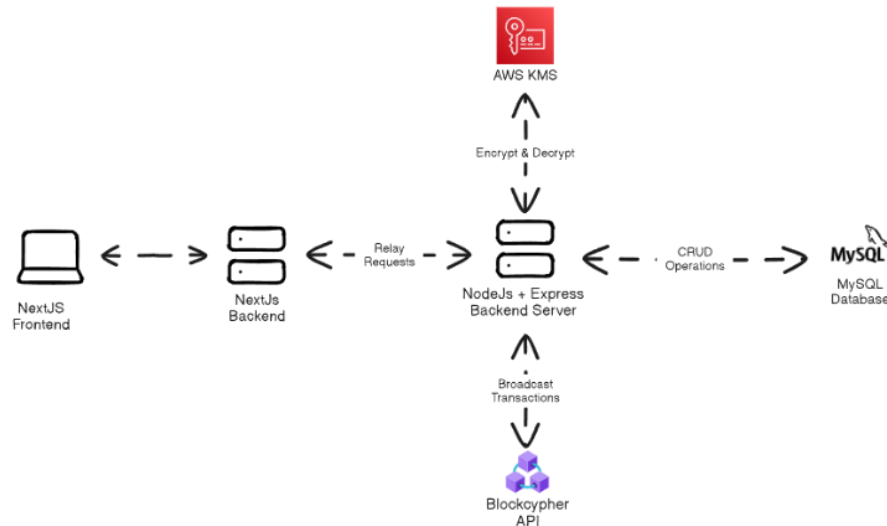 AWS KMS
Encrypt & Decrypt
NextJS
Frontend
NextJs
Backend
Relay
Requests
NodeJs + Express
Backend Server
CRUD
Operations
MySQL
MySQL
Database
Broadcast
Transactions
Blockcypher
API